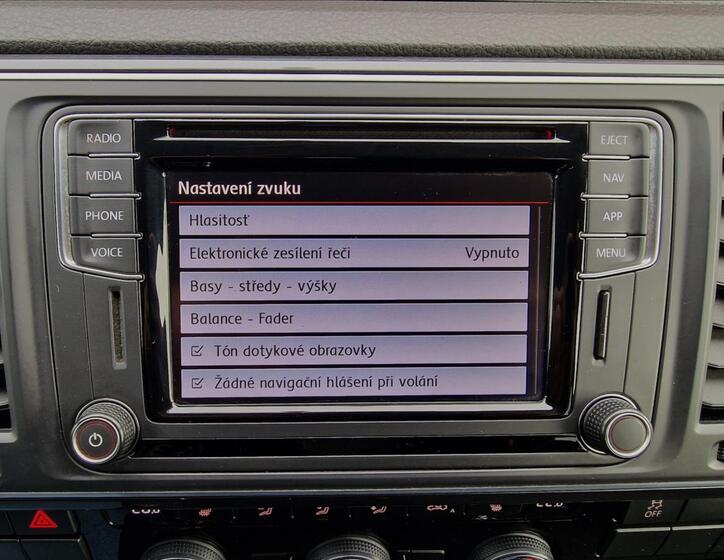 RADIO
EJECT
MEDIA
NAV
PHONE
APP
VOICE
MENU
Nastavení zvuku
Hlasitosť
Elektronické zesílení řeči Vypnuto
Basy - středy - výšky
Balance - Fader
Tón dotykové obrazovky
Žádné navigační hlášení při volání
OFF